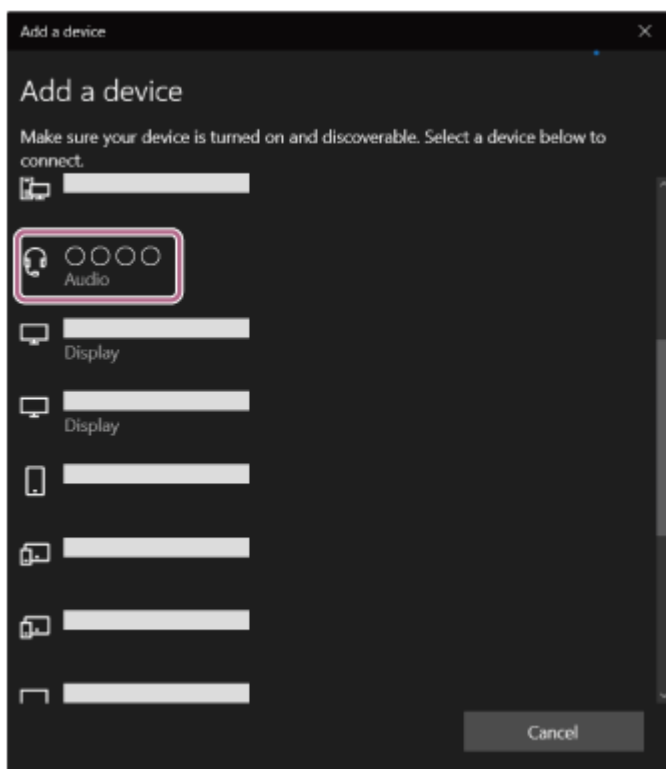 Add a device
Add a device
Make sure your device is turned on and discoverable. Select a device below to
connect.
○○○○
Audio
Display
Display
Cancel